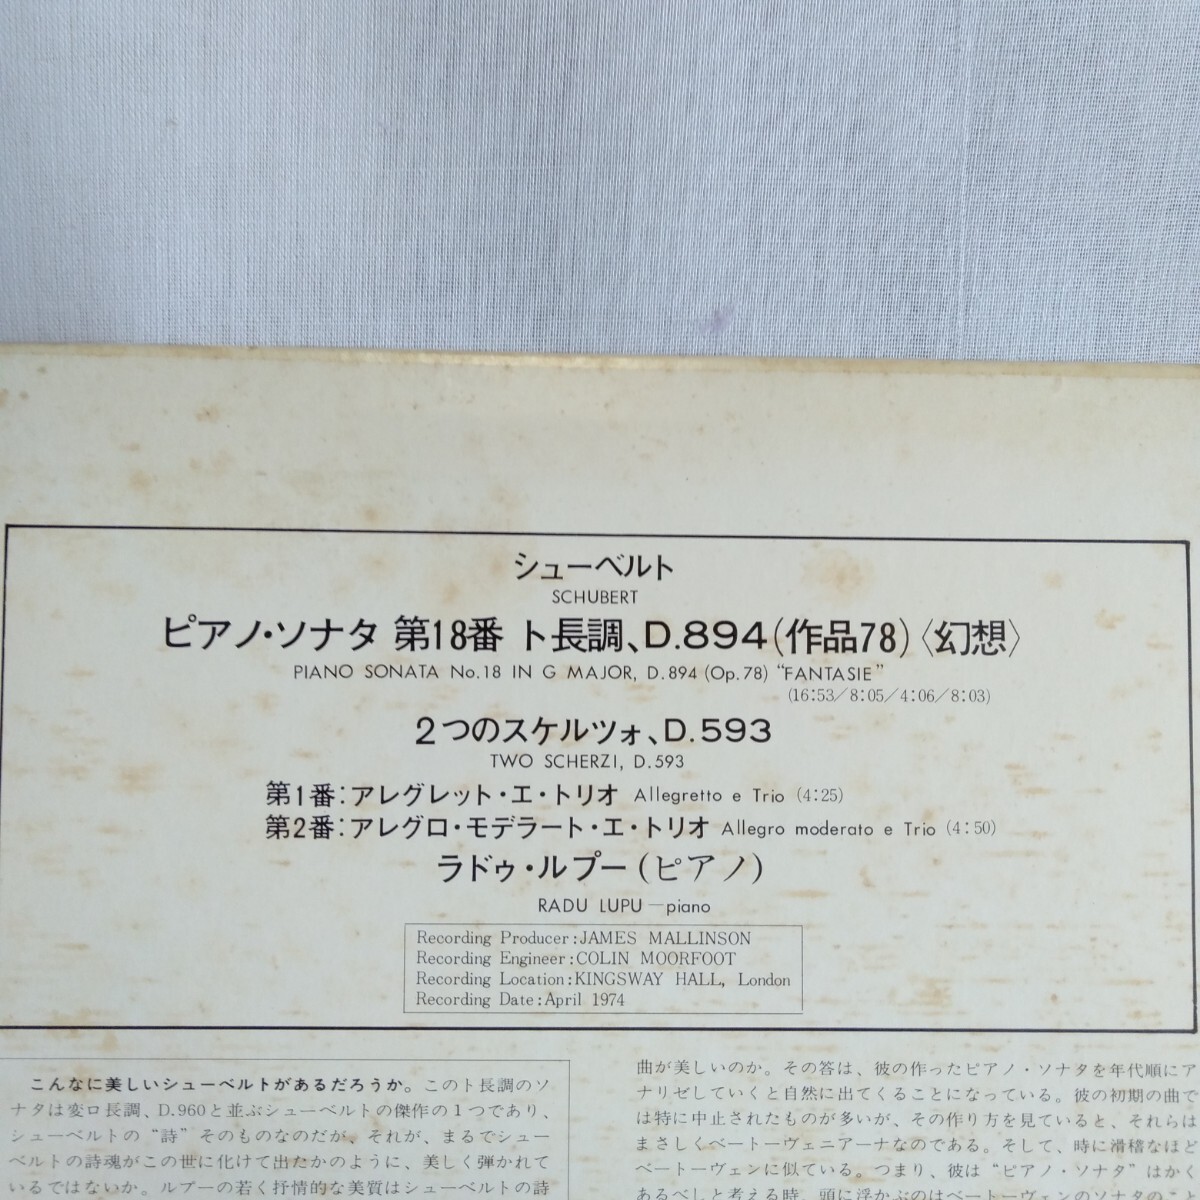 シューベルト
SCHUBERT
ピアノ・ソナタ 第18番 ト長調、D.894(作品78)〈幻想〉
PIANO SONATA No.18 IN G MAJOR, D.894 (Op.78) "FANTASIE"
(16:53/8:05/4:06/8:03)
2つのスケルツォ、D.593
TWO SCHERZI, D.593
第1番:アレグレット・エ・トリオ Allegretto e Trio (4:25)
第2番:アレグロ・モデラート・エ・トリオ Allegro moderato e Trio (4:50)
ラドゥ・ルプー(ピアノ)
RADU LUPU—piano
Recording Producer:JAMES MALLINSON
Recording Engineer:COLIN MOORFOOT
Recording Location:KINGSWAY HALL, London
Recording Date:April 1974
こんなに美しいシューベルトがあるだろうか。このト長調のソ
ナタは変ロ長調、D.960と並ぶシューベルトの傑作の1つであり、
シューベルトの"詩"そのものなのだが、それが、まるでシュー
ベルトの詩魂がこの世に化けて出たかのように、美しく弾かれて
いるではないか。ルプーの若く抒情的な美質はシューベルトの詩
曲が美しいのか。その答は、彼の作ったピアノ・ソナタを年代順にア
ナリゼしていくと自然に出てくることになっている。彼の初期の曲で
は特に中止されたものが多いが、その作り方を見ていると、それらは
まさしくベートーヴェニアーナなのである。そして、時に滑稽なほど
ベートーヴェンに似ている。つまり、彼は"ピアノ・ソナタ"はかく
あるべしと考える時、頭に浮かぶのはベートーヴェンのソナタのこと